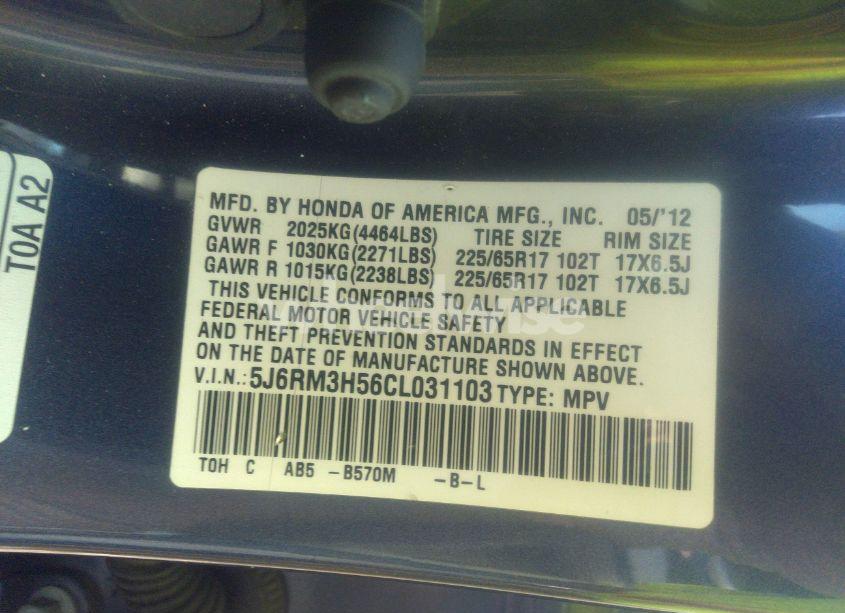 TOA A2
MFD. BY HONDA OF AMERICA MFG., INC. 05/'12
GVWR 2025KG(4464LBS) TIRE SIZE RIM SIZE
GAWR F 1030KG(2271LBS) 225/65R17 102T 17X6.5J
GAWR R 1015KG(2238LBS) 225/65R17 102T 17X6.5J
THIS VEHICLE CONFORMS TO ALL APPLICABLE
FEDERAL MOTOR VEHICLE SAFETY
AND THEFT PREVENTION STANDARDS IN EFFECT
ON THE DATE OF MANUFACTURE SHOWN ABOVE.
V.I.N.: 5J6RM3H56CL031103 TYPE: MPV
TOH C AB5 -B570M -B-L